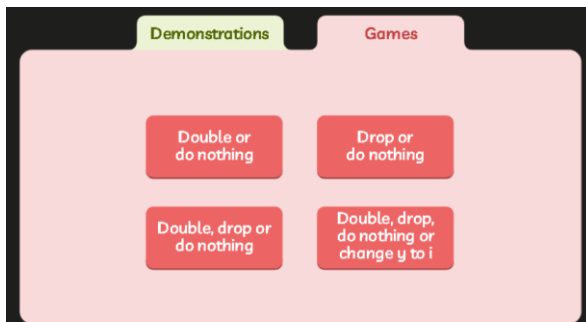 Demonstrations
Games
Double or
do nothing
Drop or
do nothing
Double, drop or
do nothing
Double, drop,
do nothing or
change y to i